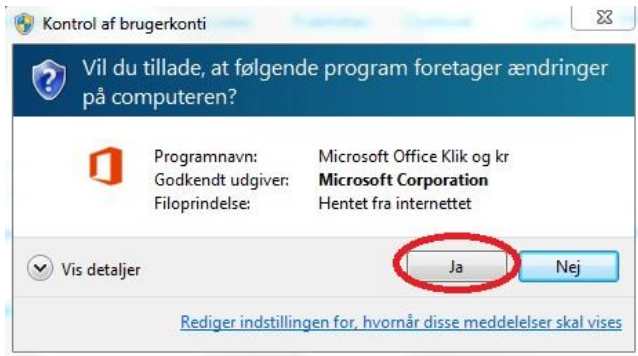 Kontrol af brugerkonti
Vil du tillade, at følgende program foretager ændringer
på computeren?
Programnavn: Microsoft Office Klik og kr
Godkendt udgiver: Microsoft Corporation
Filoprindelse: Hentet fra internettet
Vis detaljer Ja Nej
Rediger indstillingen for, hvornår disse meddelelser skal vises